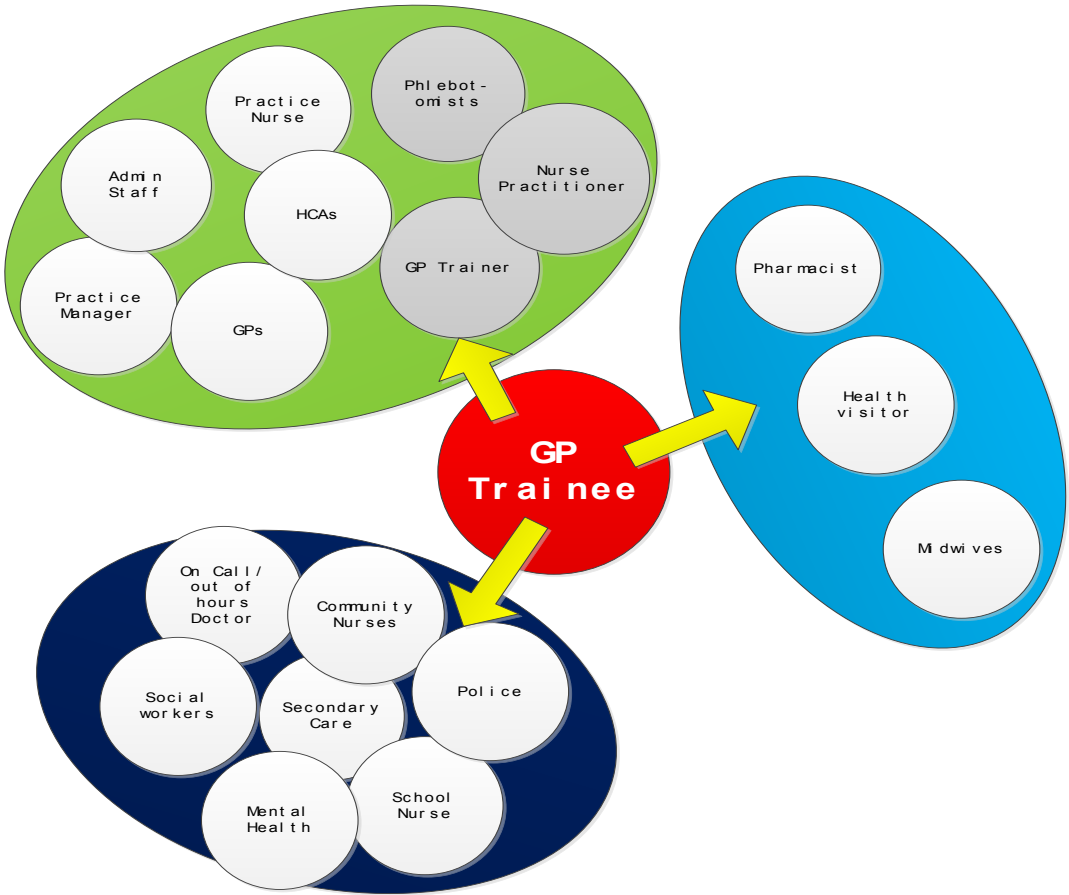 Phlebot-
omists
Practice
Nurse
Nurse
Practitioner
Admin
Staff
HCAs
GP Trainer
Practice
Manager
GPs
Pharmacist
Health
visitor
Midwives
GP
Trainee
On Call/
out of
hours
Doctor
Community
Nurses
Police
Social
workers
Secondary
Care
School
Nurse
Mental
Health